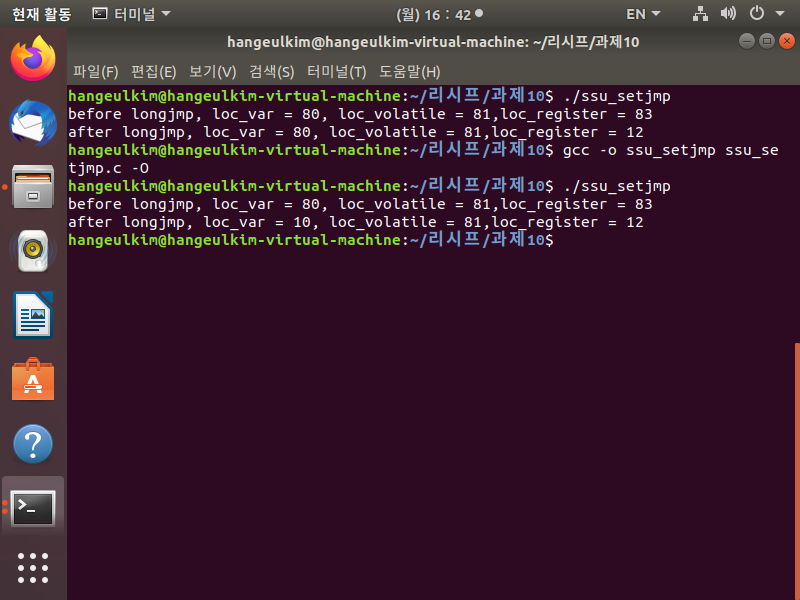 현재 활동 터미널 (월) 16 : 42 EN
hangeulkim@hangeulkim-virtual-machine: ~/리시프/과제10
파일(F) 편집(E) 보기(V) 검색(S) 터미널(T) 도움말(H)
hangeulkim@hangeulkim-virtual-machine:~/리시프/과제10$ ./ssu_setjmp
before longjmp, loc_var = 80, loc_volatile = 81,loc_register = 83
after longjmp, loc_var = 80, loc_volatile = 81,loc_register = 12
hangeulkim@hangeulkim-virtual-machine:~/리시프/과제10$ gcc -o ssu_setjmp ssu_se
tjmp.c -O
hangeulkim@hangeulkim-virtual-machine:~/리시프/과제10$ ./ssu_setjmp
before longjmp, loc_var = 80, loc_volatile = 81,loc_register = 83
after longjmp, loc_var = 10, loc_volatile = 81,loc_register = 12
hangeulkim@hangeulkim-virtual-machine:~/리시프/과제10$